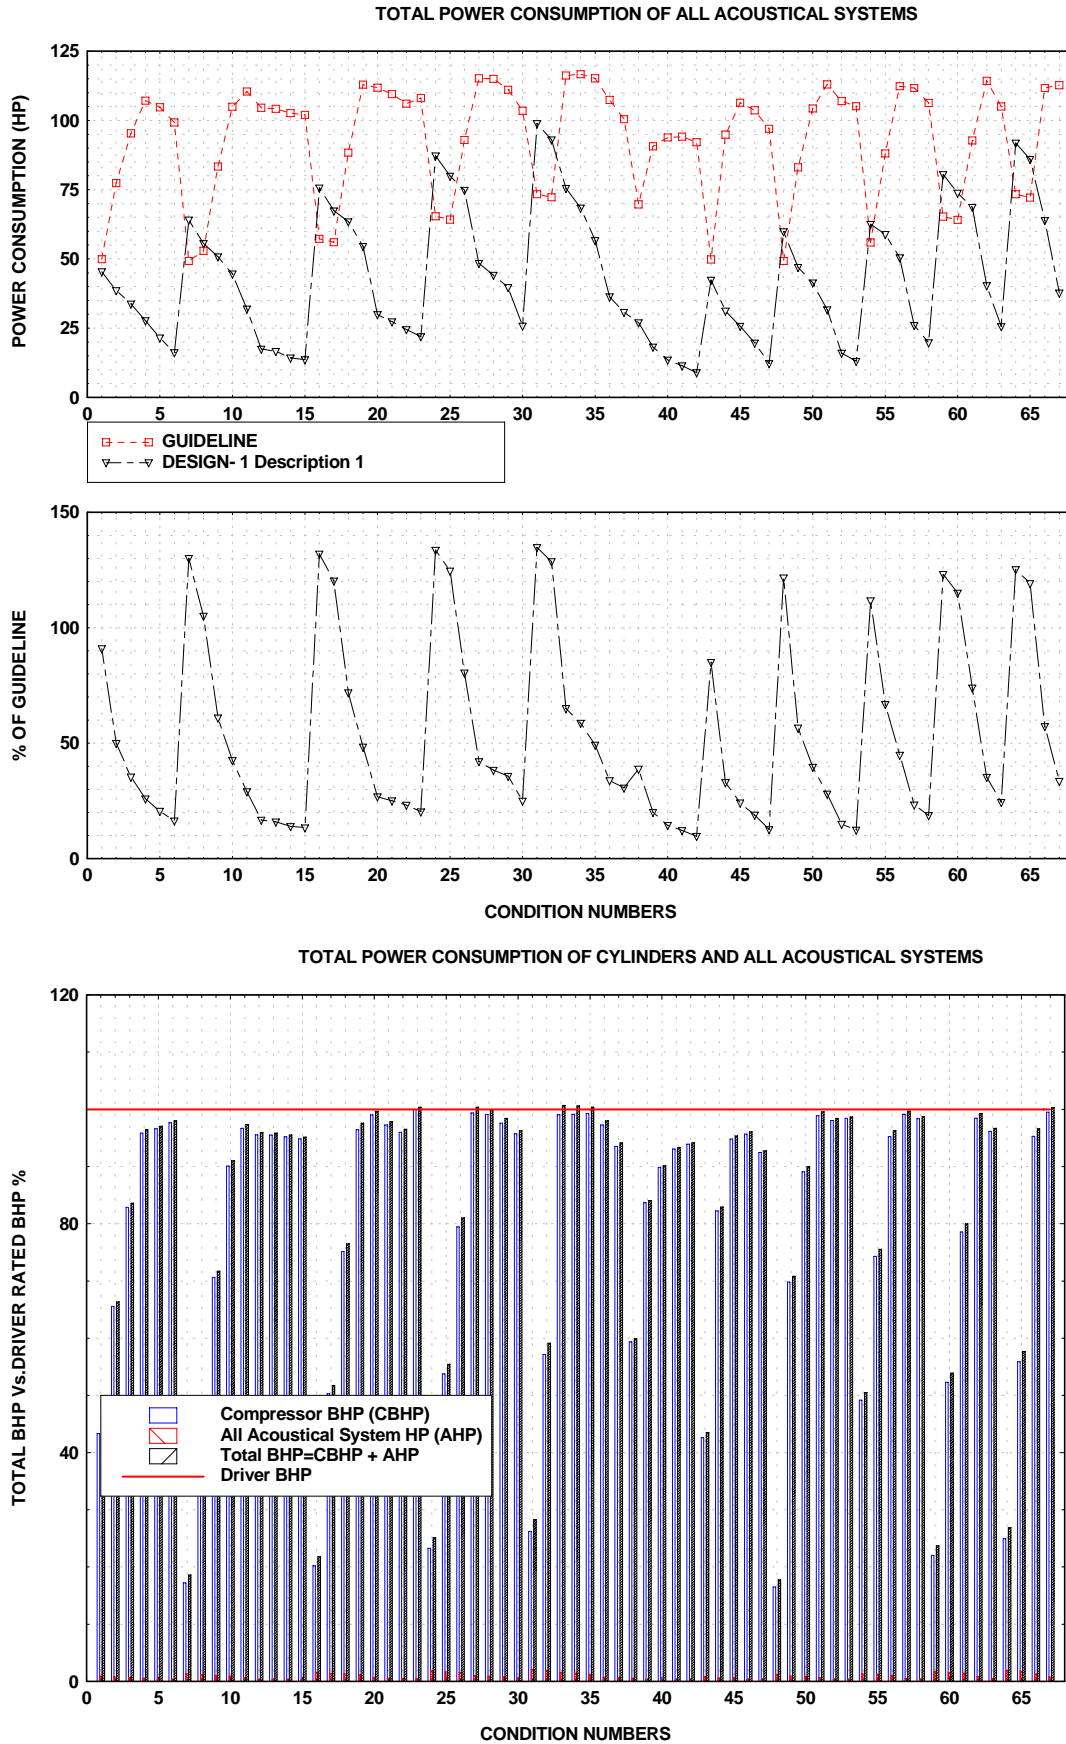 TOTAL POWER CONSUMPTION OF ALL ACOUSTICAL SYSTEMS
POWER CONSUMPTION (HP)
125
100
75
50
25
0
0 5 10 15 20 25 30 35 40 45 50 55 60 65
GUIDELINE
DESIGN- 1 Description 1
% OF GUIDELINE
150
100
50
0
0 5 10 15 20 25 30 35 40 45 50 55 60 65
CONDITION NUMBERS
TOTAL POWER CONSUMPTION OF CYLINDERS AND ALL ACOUSTICAL SYSTEMS
TOTAL BHP Vs.DRIVER RATED BHP %
120
80
40
0
Compressor BHP (CBHP)
All Acoustical System HP (AHP)
Total BHP=CBHP + AHP
Driver BHP
0 5 10 15 20 25 30 35 40 45 50 55 60 65
CONDITION NUMBERS